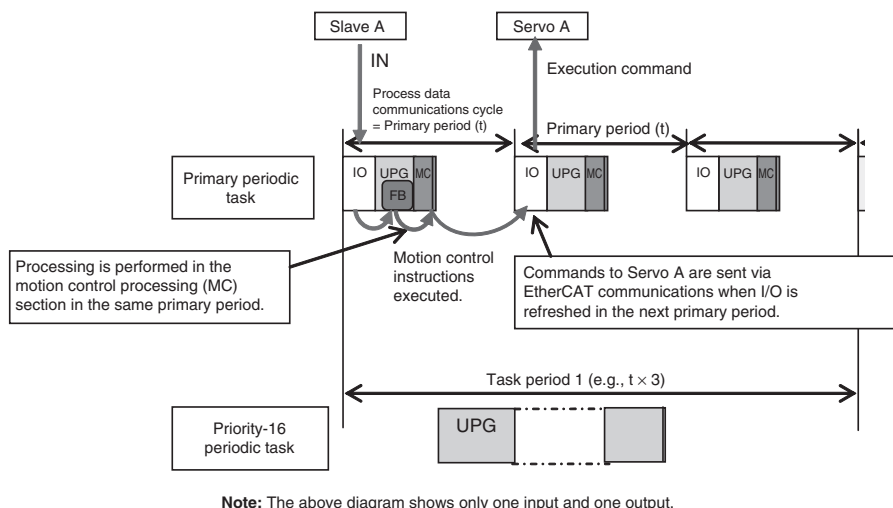 Slave A
Servo A
IN
Execution command
Process data
communications cycle
= Primary period (t)
Primary period (t)
Primary periodic
task
IO
UPG
FB
MC
IO
UPG
MC
IO
UPG
MC
Processing is performed in the
motion control processing (MC)
section in the same primary period.
Motion control
instructions
executed.
Commands to Servo A are sent via
EtherCAT communications when I/O is
refreshed in the next primary period.
Task period 1 (e.g., t × 3)
Priority-16
periodic task
UPG
Note: The above diagram shows only one input and one output.